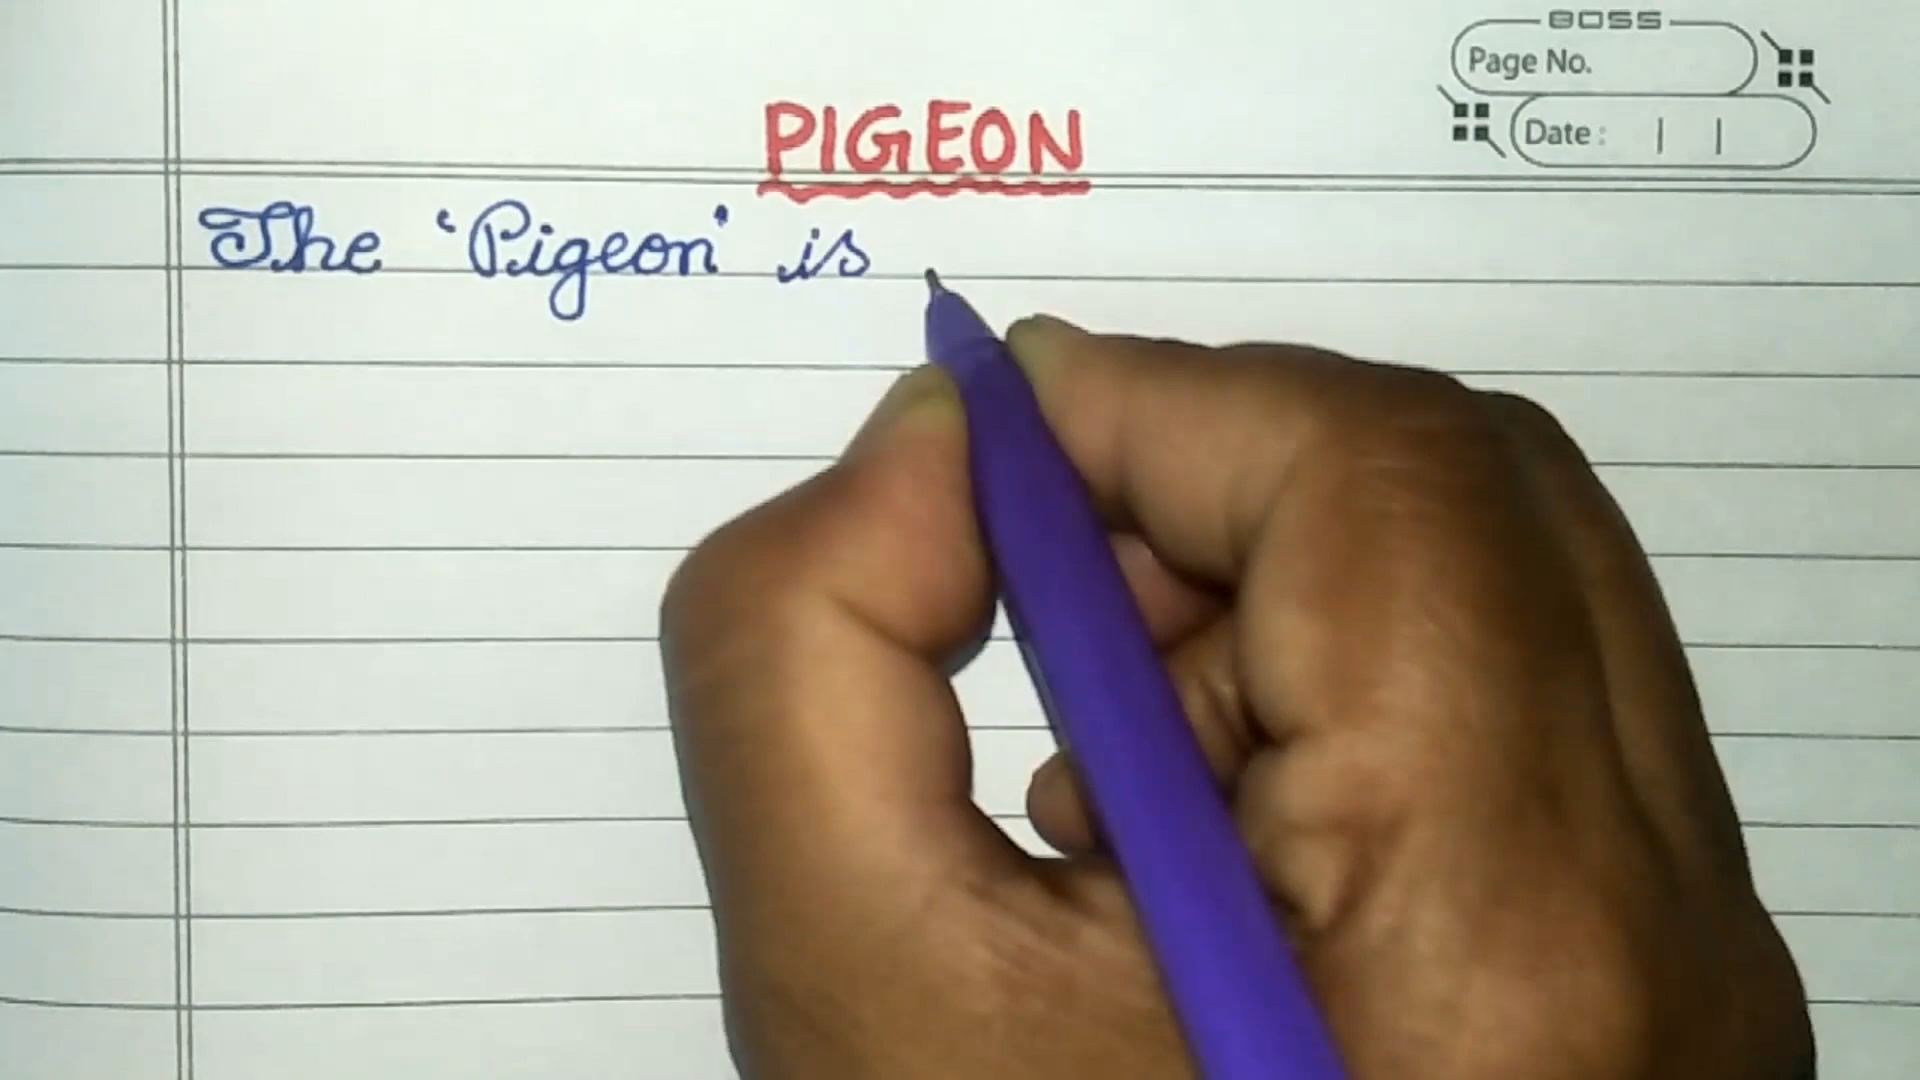 BOSS
Page No.
Date : | |
PIGEON
The ‘Pigeon’ is